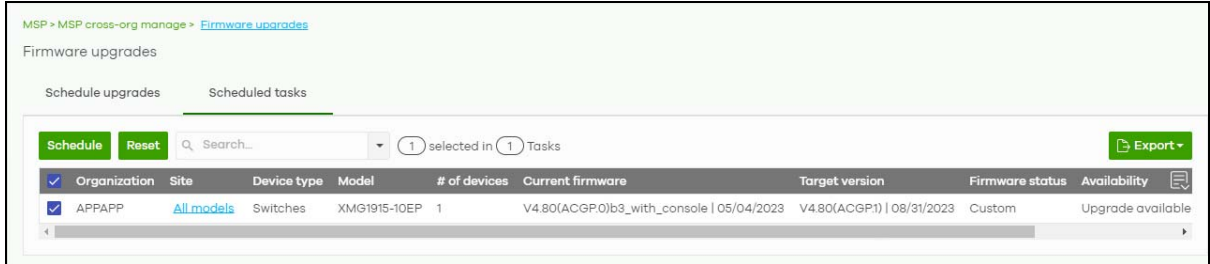 MSP > MSP cross-org manage > Firmware upgrades
Firmware upgrades
Schedule upgrades Scheduled tasks
Schedule Reset Search... 1 selected in 1 Tasks Export
Organization Site Device type Model # of devices Current firmware Target version Firmware status Availability
APPAPP All models Switches XMG1915-10EP 1 V4.80(ACGP.0)b3_with_console | 05/04/2023 V4.80(ACGP.1) | 08/31/2023 Custom Upgrade available